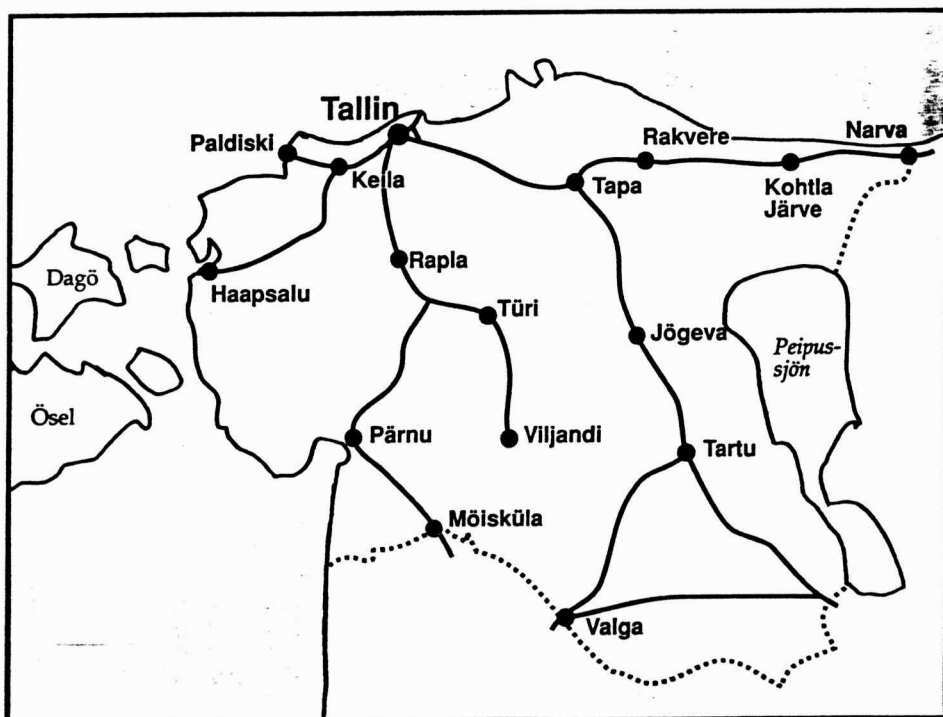 Tallin
Paldiski
Keila
Rakvere
Narva
Tapa
Kohtla
Järve
Dagö
Haapsalu
Rapla
Türi
Jögeva
Peipus-
sjön
Ösel
Pärnu
Viljandi
Tartu
Möisküla
Valga